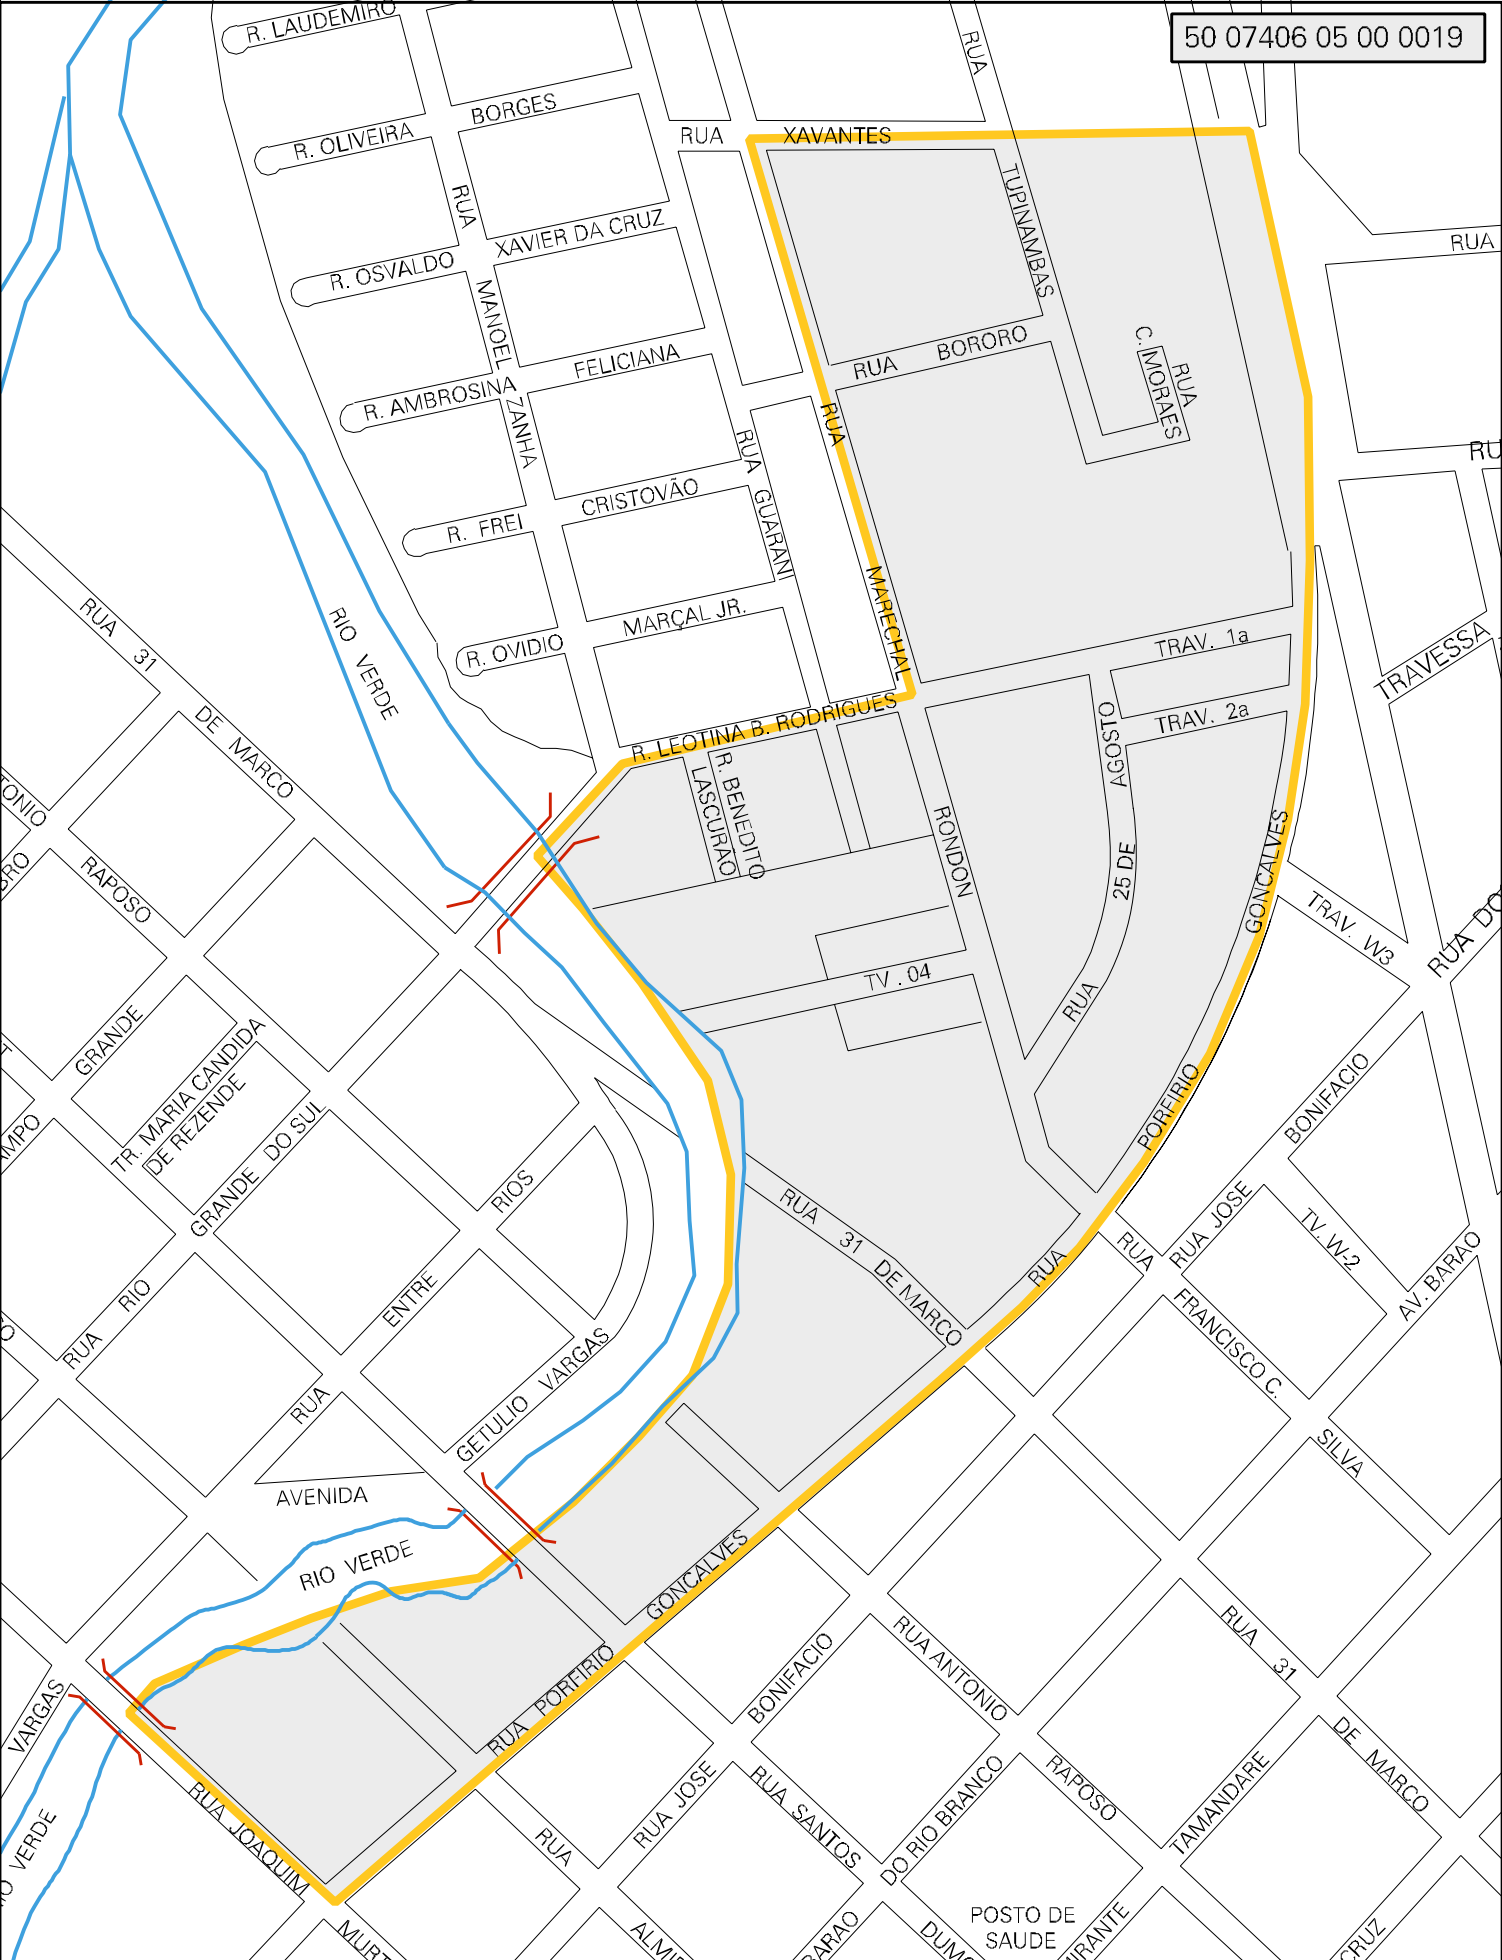 R. LAUDEMIRO
RUA
50 07406 05 00 0019
BORGES
R. OLIVEIRA
RUA
XAVANTES
RUA
TUPINAMBAS
XAVIER DA CRUZ
RUA
R. OSVALDO
MANOEL
C. MORAES
RUA
RUA BORORO
FELICIANA
R. AMBROSINA
ZANHA
RUA
RUA GUARANI
CRISTOVÃO
R. FREI
MARECHAL
RUA 31
DE MARCO
RIO VERDE
MARÇAL JR.
R. OVIDIO
TRAV. 1a
TRAVESSA
TRAV. 2a
AGOSTO
25 DE
RUA
R. LEOTINA B. RODRIGUES
R. BENEDITO
LASCURAO
RONDON
GONCALVES
PORFIRIO
RUA
TRAV. W3
RUA DO
RAPOSO
TV . 04
GRANDE
TR. MARIA CANDIDA
DE REZENDE
GRANDE DO SUL
RIOS
BONIFACIO
RUA JOSE
TV. W-2
AV. BARAO
RUA
FRANCISCO C.
SILVA
RUA 31 DE MARCO
RUA RIO
ENTRE
RUA
GETULIO VARGAS
AVENIDA
RIO VERDE
GONCALVES
RUA PORFIRIO
BONIFACIO
RUA ANTONIO
RUA 31
DE MARCO
VARGAS
RUA JOAQUIM
RUA
RUA JOSE
RUA SANTOS
DO RIO BRANCO
RAPOSO
TAMANDARE
VERDE
POSTO DE
SAUDE